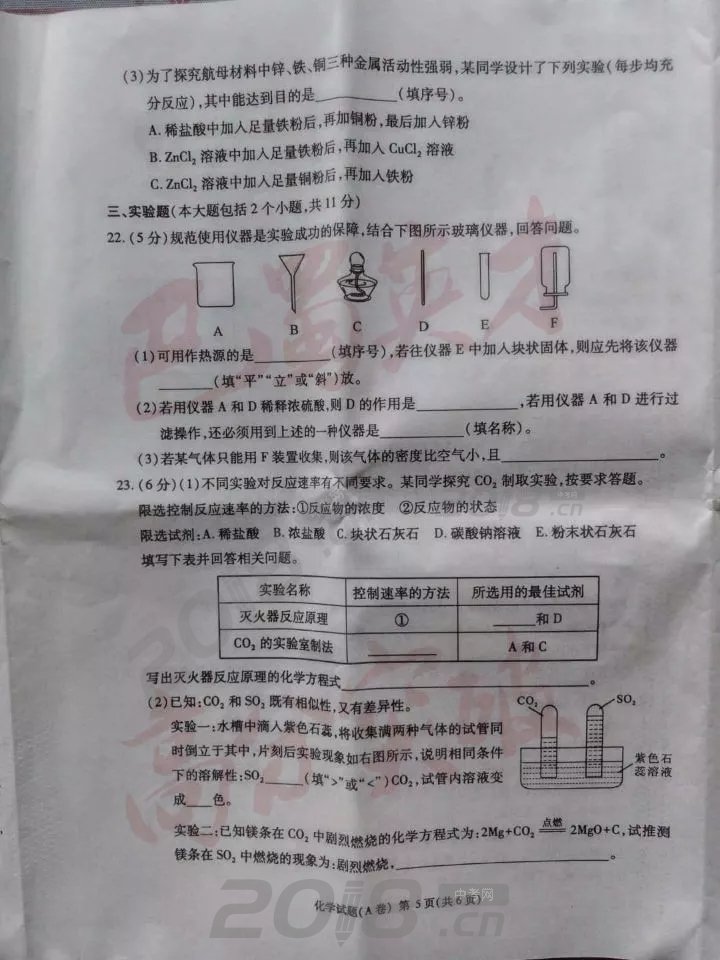 (3)为了探究航母材料中锌、铁、铜三种金属活动性强弱,某同学设计了下列实验(每步均充
分反应),其中能达到目的是________(填序号)。
A. 稀盐酸中加入足量铁粉后,再加铜粉,最后加入锌粉
B. ZnCl₂ 溶液中加入足量铁粉后,再加入 CuCl₂ 溶液
C. ZnCl₂ 溶液中加入足量铜粉后,再加入铁粉
三、实验题(本大题包括 2 个小题,共 11 分)
22. (5 分)规范使用仪器是实验成功的保障,结合下图所示玻璃仪器,回答问题。
A B C D E F
(1)可用作热源的是________(填序号),若往仪器 E 中加入块状固体,则应先将该仪器
______(填“平”“立”或“斜”)放。
(2)若用仪器 A 和 D 稀释浓硫酸,则 D 的作用是__________,若用仪器 A 和 D 进行过
滤操作,还必须用到上述的一种仪器是________(填名称)。
(3)若某气体只能用 F 装置收集,则该气体的密度比空气小,且______________。
23. (6 分)(1)不同实验对反应速率有不同要求。某同学探究 CO₂ 制取实验,按要求答题。
限选控制反应速率的方法:①反应物的浓度 ②反应物的状态
限选试剂:A. 稀盐酸 B. 浓盐酸 C. 块状石灰石 D. 碳酸钠溶液 E. 粉末状石灰石
填写下表并回答相关问题。
实验名称 控制速率的方法 所选用的最佳试剂
灭火器反应原理 ① ____和 D
CO₂ 的实验室制法 ______ A 和 C
写出灭火器反应原理的化学方程式______________________。
(2)已知:CO₂ 和 SO₂ 既有相似性,又有差异性。
实验一:水槽中滴入紫色石蕊,将收集满两种气体的试管同
时倒立于其中,片刻后实验现象如右图所示,说明相同条件
下的溶解性:SO₂____(填“>”或“<”)CO₂,试管内溶液变
成___色。
CO₂ SO₂
紫色石
蕊溶液
实验二:已知镁条在 CO₂ 中剧烈燃烧的化学方程式为:2Mg+CO₂ 点燃 2MgO+C,试推测
镁条在 SO₂ 中燃烧的现象为:剧烈燃烧,__________________。
化学试题(A 卷) 第 5 页(共 6 页)
中考网
2018.cn